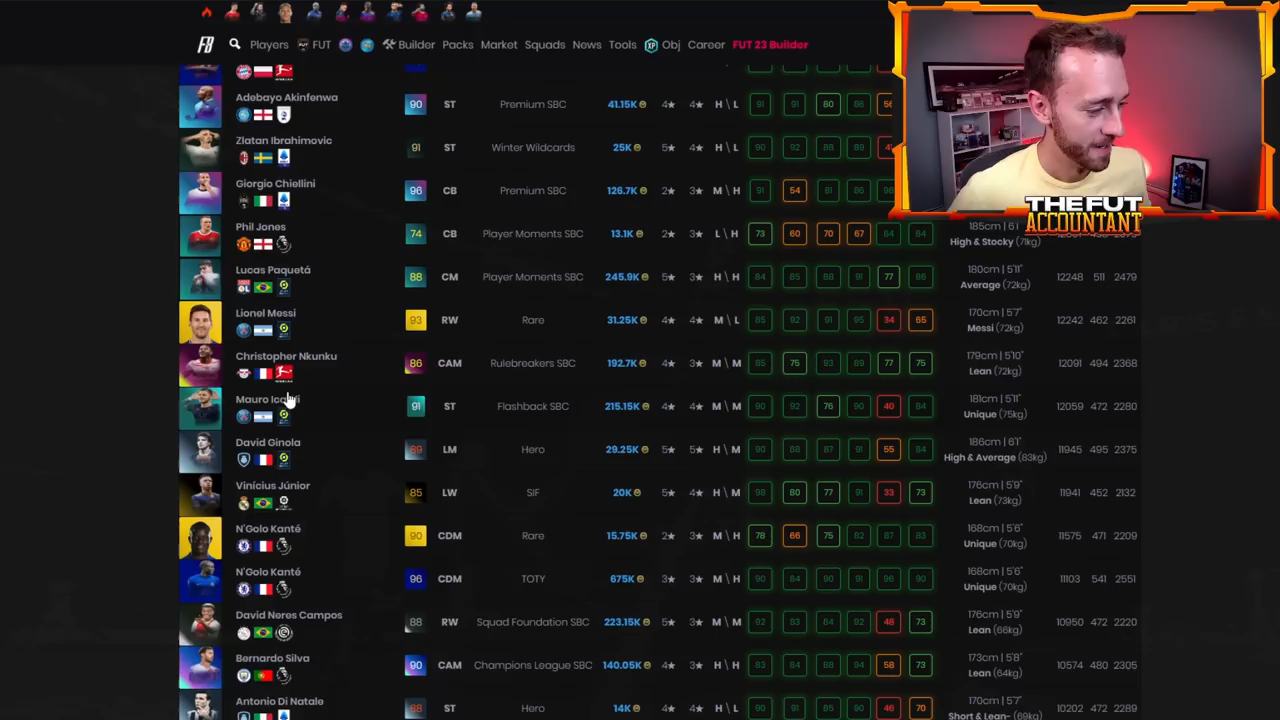 FB Players FUT Builder Packs Market Squads News Tools XP Obj Career FUT 23 Builder
THE FUT
ACCOUNTANT
Adebayo Akinfenwa 90 ST Premium SBC 41.15K 4★ 4★ H \ L 91 91 80 86
Zlatan Ibrahimovic 91 ST Winter Wildcards 25K 5★ 4★ H \ L 90 92 88 89
Giorgio Chiellini 96 CB Premium SBC 126.7K 2★ 3★ M \ H 91 54 81 86 98
Phil Jones 74 CB Player Moments SBC 13.1K 2★ 3★ L \ H 73 60 70 67 84 84 185cm | 6'1"
High & Stocky (71kg)
Lucas Paquetá 88 CM Player Moments SBC 245.9K 5★ 3★ H \ H 84 85 88 91 77 86 180cm | 5'11" 12248 511 2479
Average (72kg)
Lionel Messi 93 RW Rare 31.25K 4★ 4★ M \ L 85 92 91 95 34 65 170cm | 5'7" 12242 462 2261
Messi (72kg)
Christopher Nkunku 86 CAM Rulebreakers SBC 192.7K 4★ 3★ M \ M 85 75 93 89 77 75 179cm | 5'10" 12091 494 2368
Lean (72kg)
Mauro 91 ST Flashback SBC 215.15K 4★ 4★ M \ M 90 92 76 90 40 84 181cm | 5'11" 12059 472 2280
Unique (75kg)
David Ginola 89 LM Hero 29.25K 5★ 5★ M \ M 90 88 87 91 55 84 186cm | 6'1" 11945 495 2375
High & Average (83kg)
Vinícius Júnior 85 LW SIF 20K 5★ 4★ H \ M 98 80 77 91 33 73 176cm | 5'9" 11941 452 2132
Lean (73kg)
N'Golo Kanté 90 CDM Rare 15.75K 2★ 3★ M \ H 78 66 75 82 87 83 168cm | 5'6" 11575 471 2209
Unique (70kg)
N'Golo Kanté 96 CDM TOTY 675K 3★ 3★ M \ H 90 84 90 91 96 90 168cm | 5'6" 11103 541 2551
Unique (70kg)
David Neres Campos 88 RW Squad Foundation SBC 223.15K 5★ 3★ M \ M 92 83 84 92 48 73 176cm | 5'9" 10950 472 2220
Lean (66kg)
Bernardo Silva 90 CAM Champions League SBC 140.05K 4★ 3★ H \ H 83 84 88 94 58 73 173cm | 5'8" 10574 480 2305
Lean (64kg)
Antonio Di Natale 88 ST Hero 14K 4★ 4★ H \ L 90 91 86 89 46 70 170cm | 5'7" 10202 472 2289
Short & Lean- (69kg)